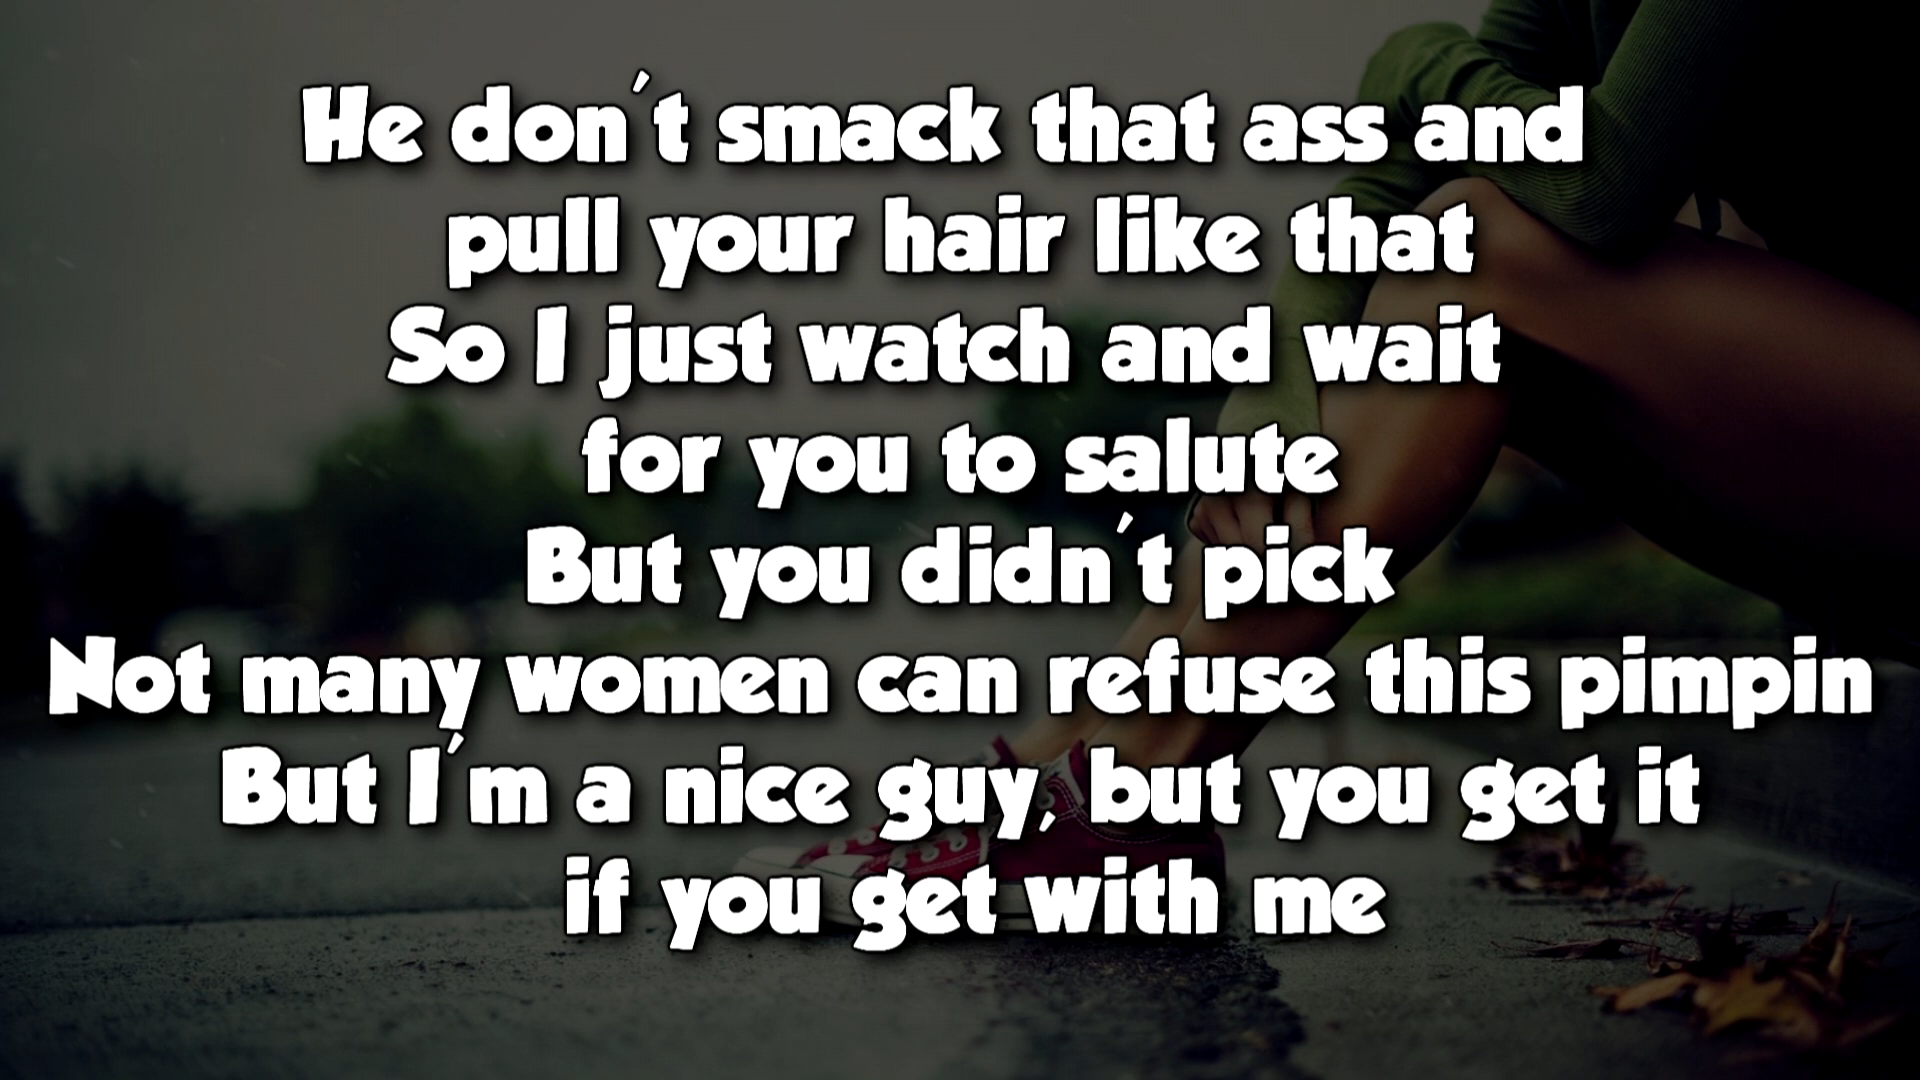 He don't smack that ass and
pull your hair like that
So I just watch and wait
for you to salute
But you didn't pick
Not many women can refuse this pimpin
But I'm a nice guy, but you get it
if you get with me